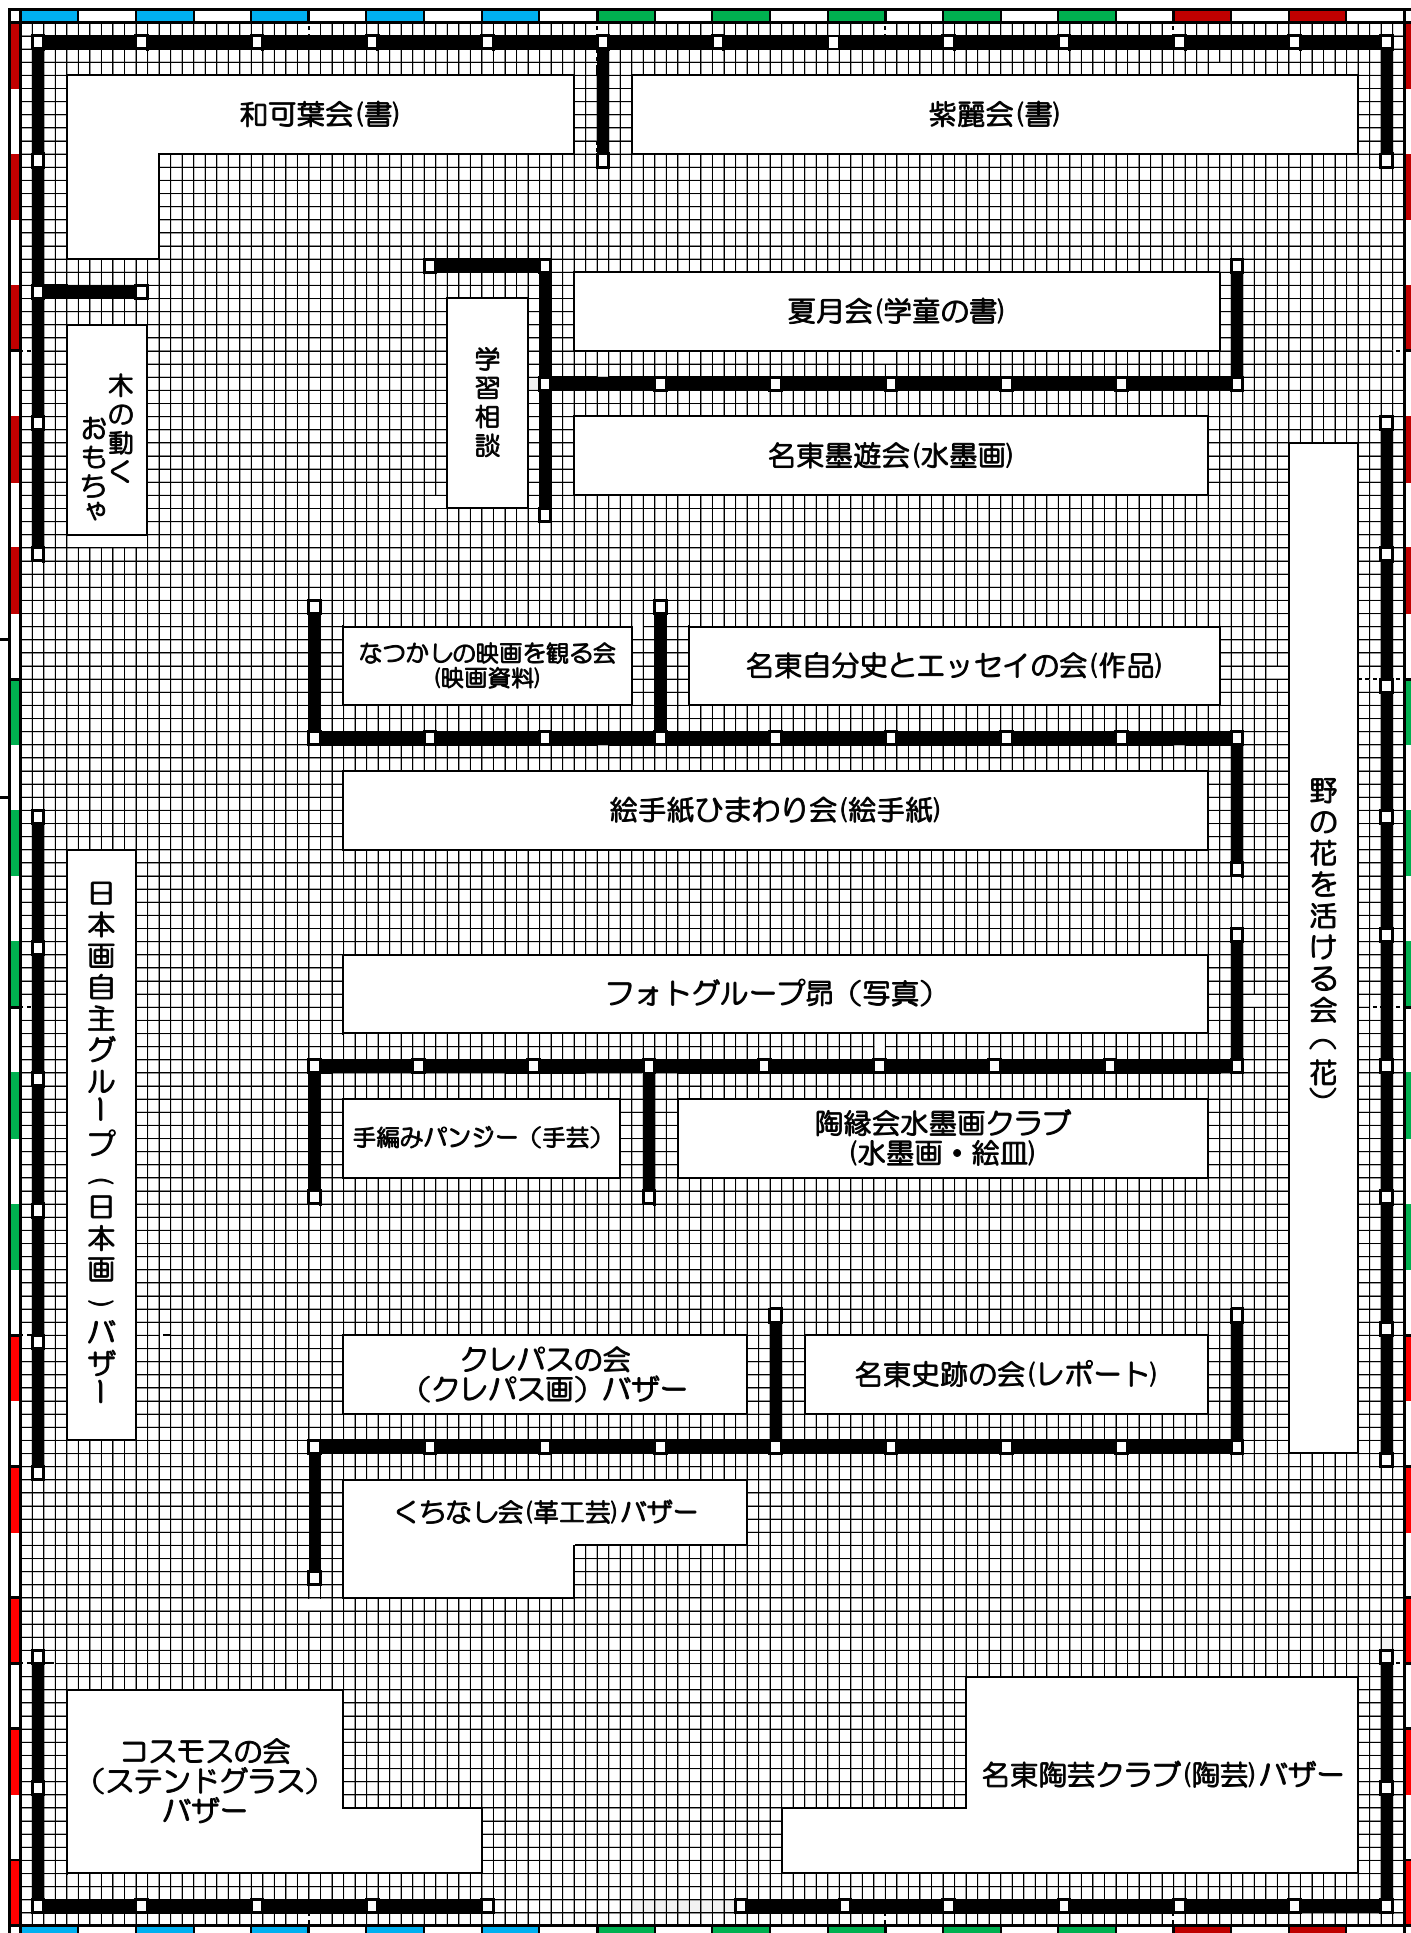 和可葉会(書)
紫麗会(書)
夏月会(学童の書)
学習相談
木の動く
おもちゃ
名東墨遊会(水墨画)
なつかしの映画を観る会
(映画資料)
名東自分史とエッセイの会(作品)
絵手紙ひまわり会(絵手紙)
野の花を活ける会(花)
日本画自主グループ(日本画)バザー
フォトグループ昴（写真）
手編みパンジー（手芸）
陶縁会水墨画クラブ
(水墨画・絵皿)
クレパスの会
（クレパス画）バザー
名東史跡の会(レポート)
くちなし会(革工芸)バザー
コスモスの会
（ステンドグラス）
バザー
名東陶芸クラブ(陶芸)バザー